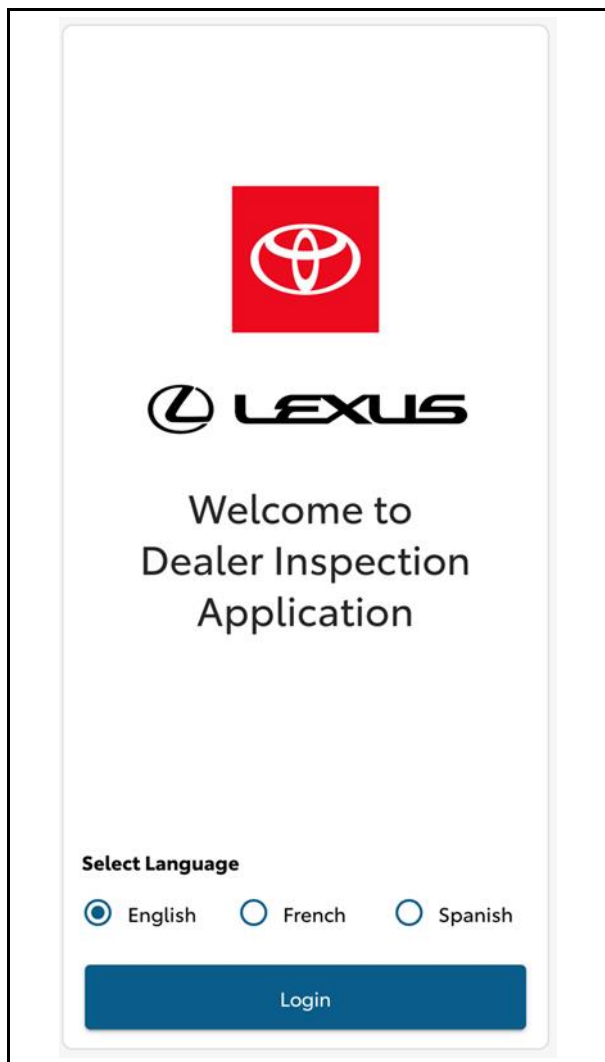 LEXUS
Welcome to
Dealer Inspection
Application
Select Language
English French Spanish
Login